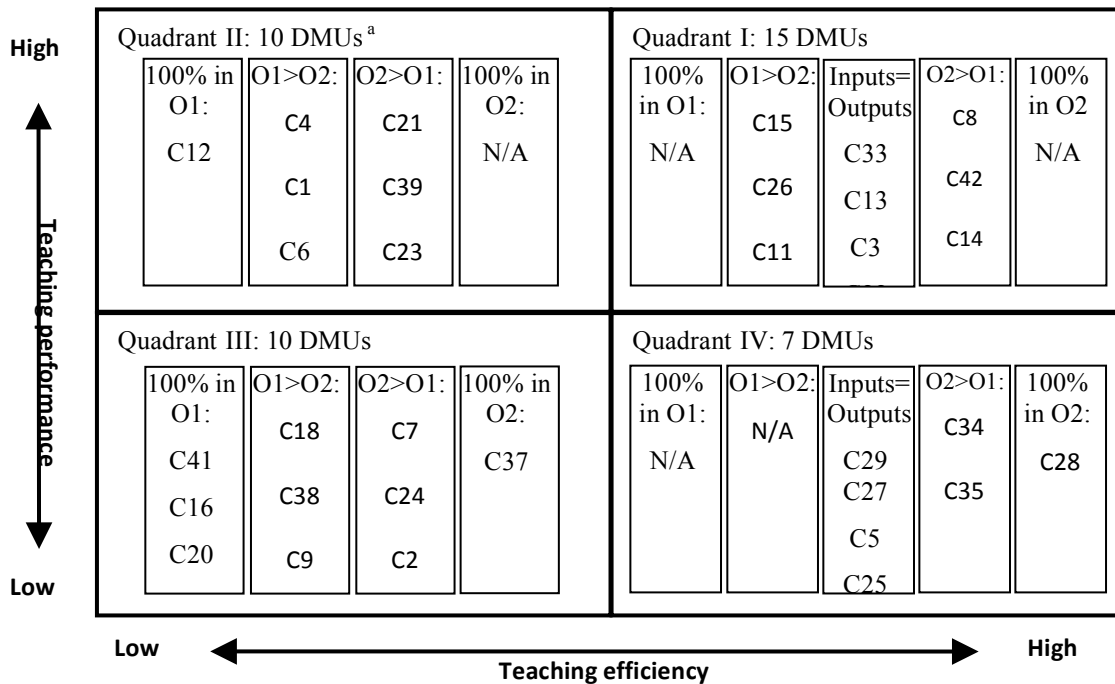 High
Teaching performance
Low
Quadrant II: 10 DMUs a
100% in
O1:
C12
O1>O2:
C4
C1
C6
O2>O1:
C21
C39
C23
100% in
O2:
N/A
Quadrant I: 15 DMUs
100%
in O1:
N/A
O1>O2:
C15
C26
C11
Inputs=
Outputs
C33
C13
C3
O2>O1:
C8
C42
C14
100%
in O2
N/A
Quadrant III: 10 DMUs
100% in
O1:
C41
C16
C20
O1>O2:
C18
C38
C9
O2>O1:
C7
C24
C2
100% in
O2:
C37
Quadrant IV: 7 DMUs
100%
in O1:
N/A
O1>O2:
N/A
Inputs=
Outputs
C29
C27
C5
C25
O2>O1:
C34
C35
100%
in O2:
C28
Low
Teaching efficiency
High